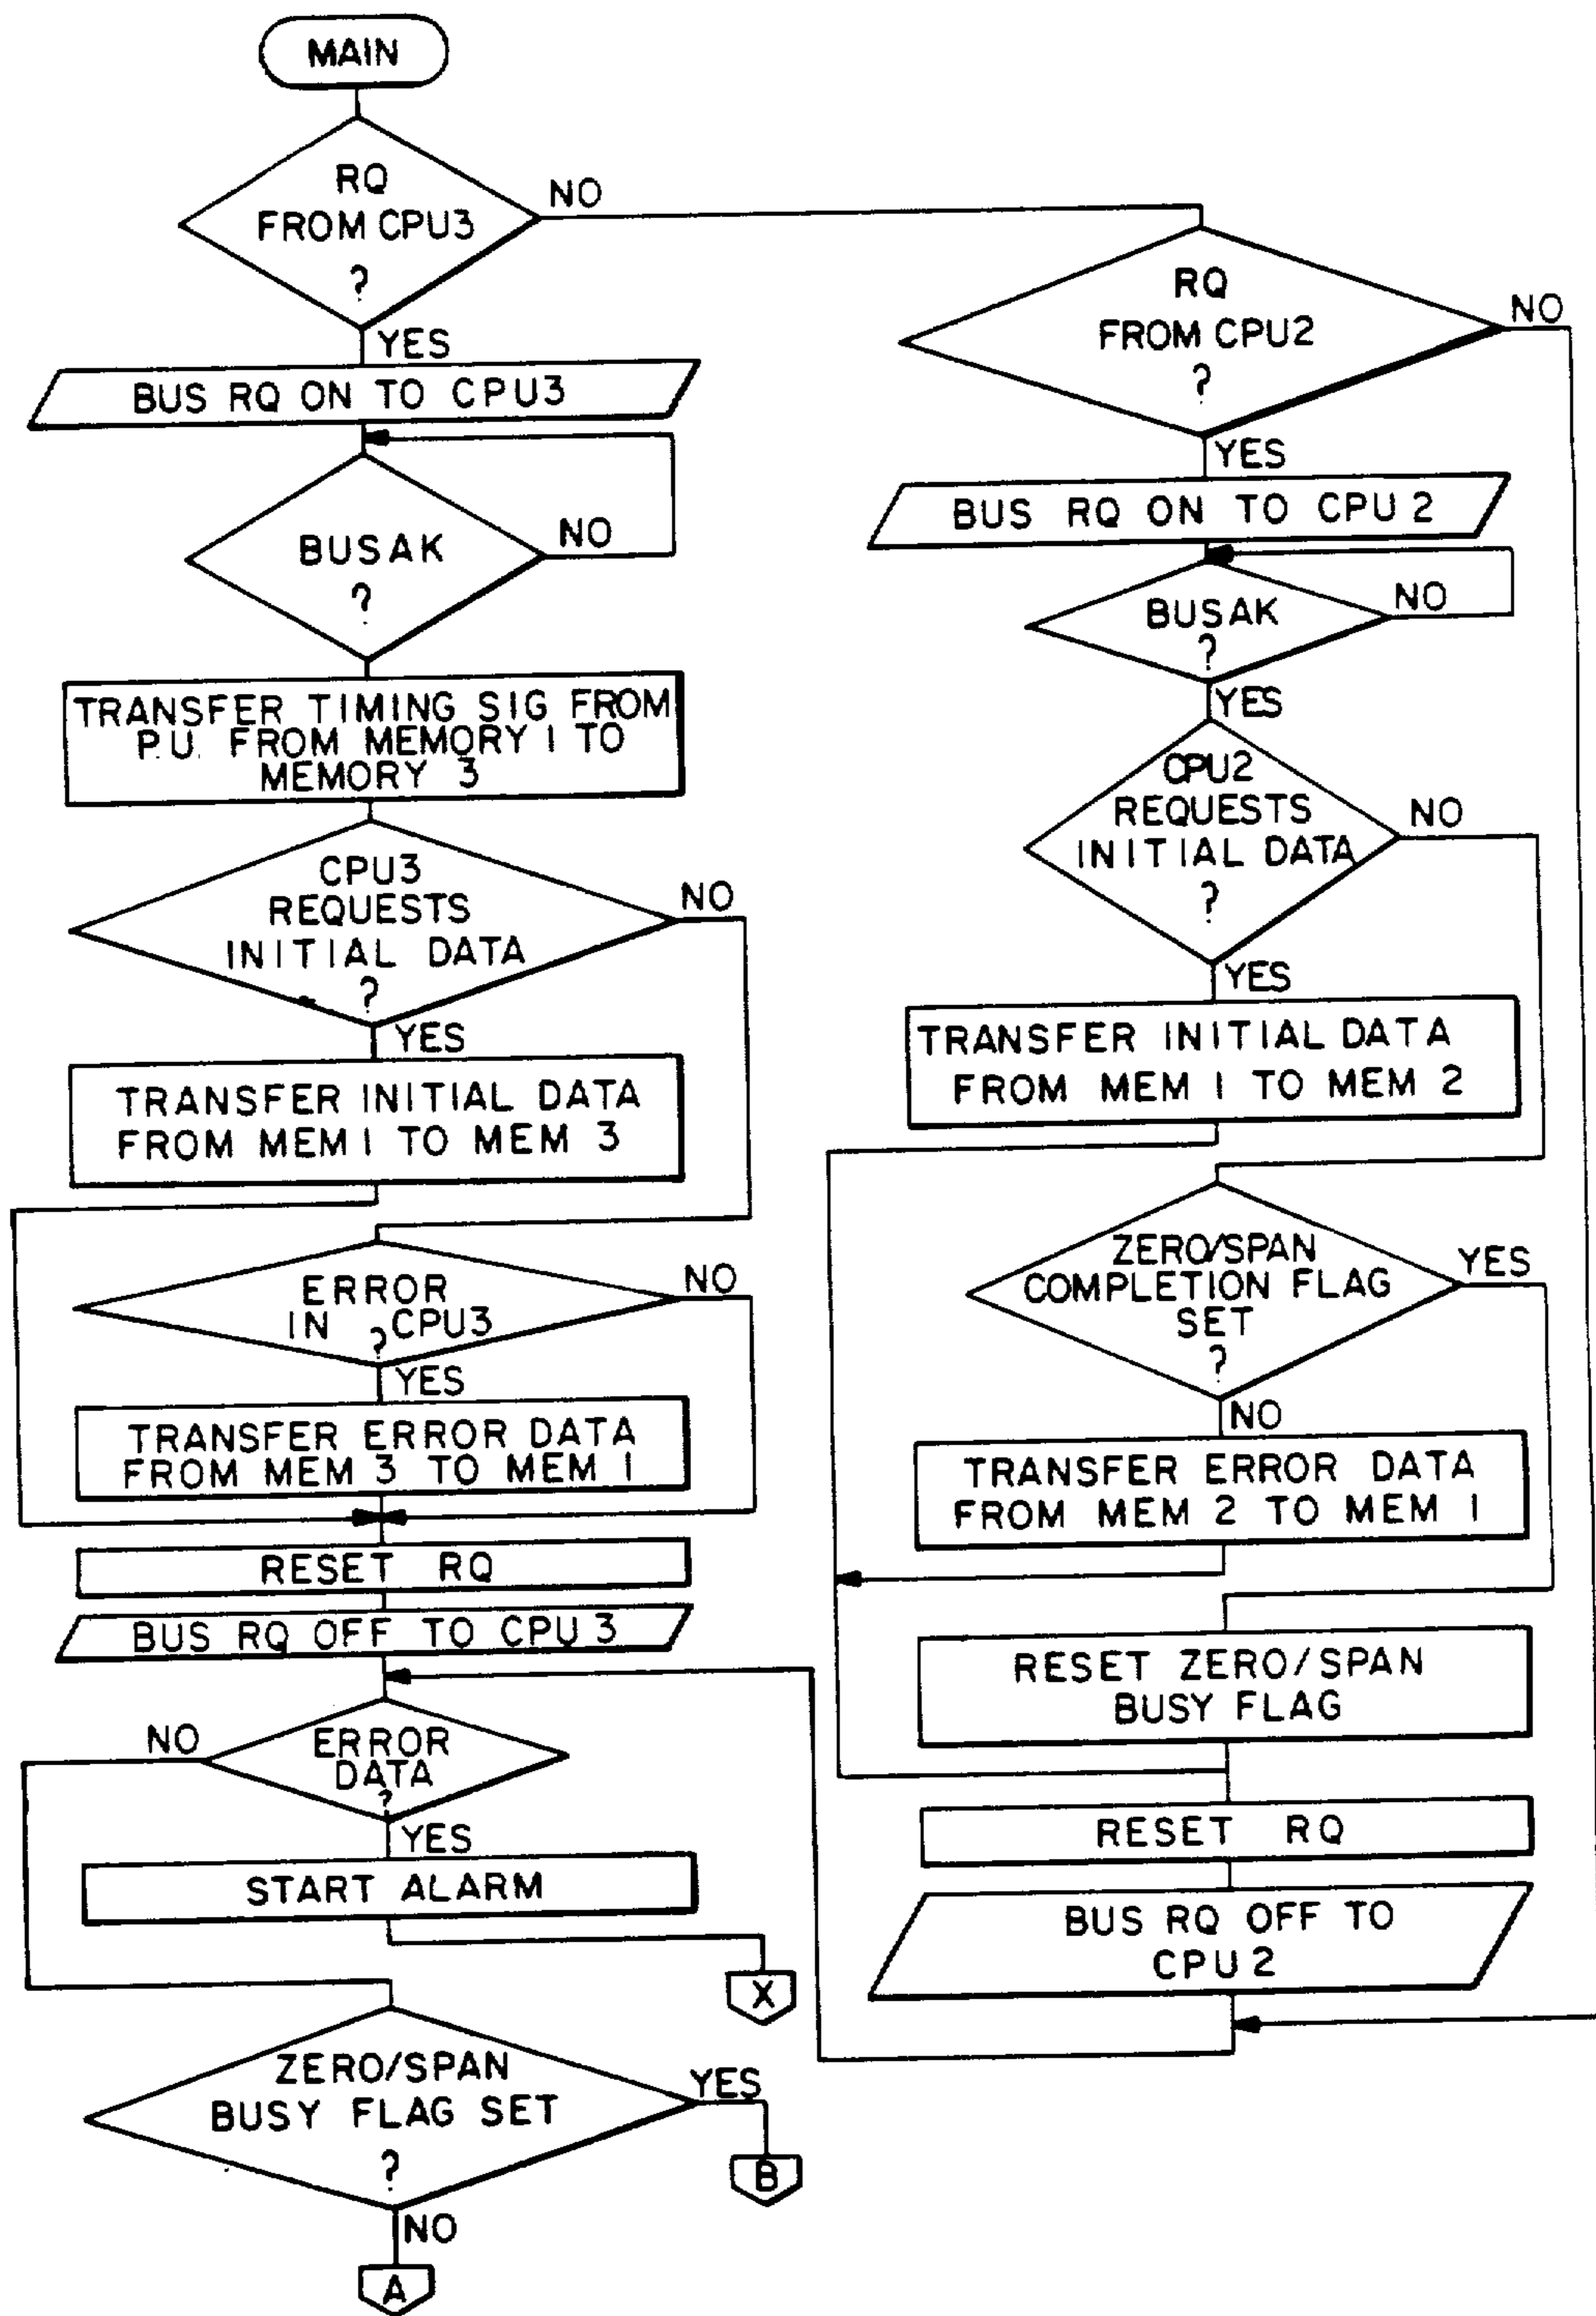 MAIN
RQ
FROM CPU3
?
NO
YES
BUS RQ ON TO CPU3
BUSAK
?
NO
TRANSFER TIMING SIG FROM
P.U. FROM MEMORY 1 TO
MEMORY 3
CPU3
REQUESTS
INITIAL DATA
?
NO
YES
TRANSFER INITIAL DATA
FROM MEM 1 TO MEM 3
ERROR
IN CPU3
?
NO
YES
TRANSFER ERROR DATA
FROM MEM 3 TO MEM 1
RESET RQ
BUS RQ OFF TO CPU 3
NO
ERROR
DATA
?
YES
START ALARM
X
ZERO/SPAN
BUSY FLAG SET
?
YES
B
NO
A
RQ
FROM CPU2
?
NO
YES
BUS RQ ON TO CPU 2
BUSAK
?
NO
YES
CPU2
REQUESTS
INITIAL DATA
?
NO
YES
TRANSFER INITIAL DATA
FROM MEM 1 TO MEM 2
ZERO/SPAN
COMPLETION FLAG
SET
?
YES
NO
TRANSFER ERROR DATA
FROM MEM 2 TO MEM 1
RESET ZERO/SPAN
BUSY FLAG
RESET RQ
BUS RQ OFF TO
CPU 2